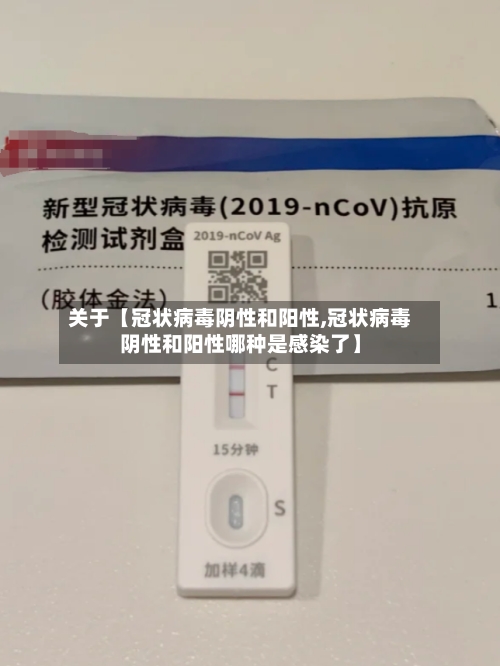 新型冠状病毒(2019-nCoV)抗原
检测试剂盒
2019-nCoV Ag
(胶体金法)
1
关于【冠状病毒阴性和阳性,冠状病毒
阴性和阳性哪种是感染了】
C
T
15分钟
S
加样4滴